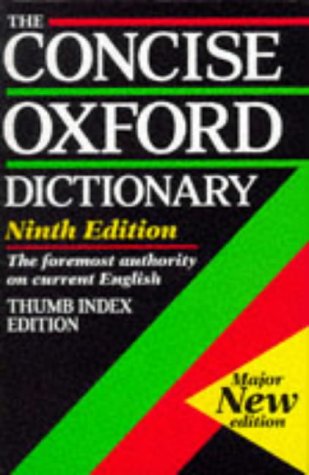 THE
CONCISE
OXFORD
DICTIONARY
Ninth Edition
The foremost authority
on current English
THUMB INDEX
EDITION
Major
New
edition